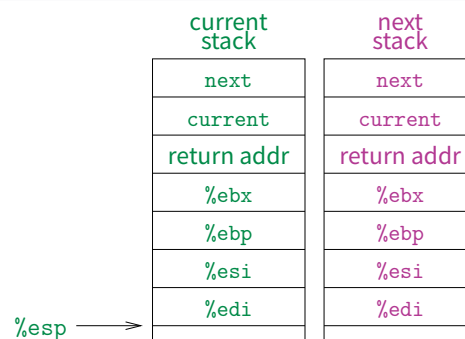 current next
stack stack
next next
current current
return addr return addr
%ebx %ebx
%ebp %ebp
%esi %esi
%edi %edi
%esp